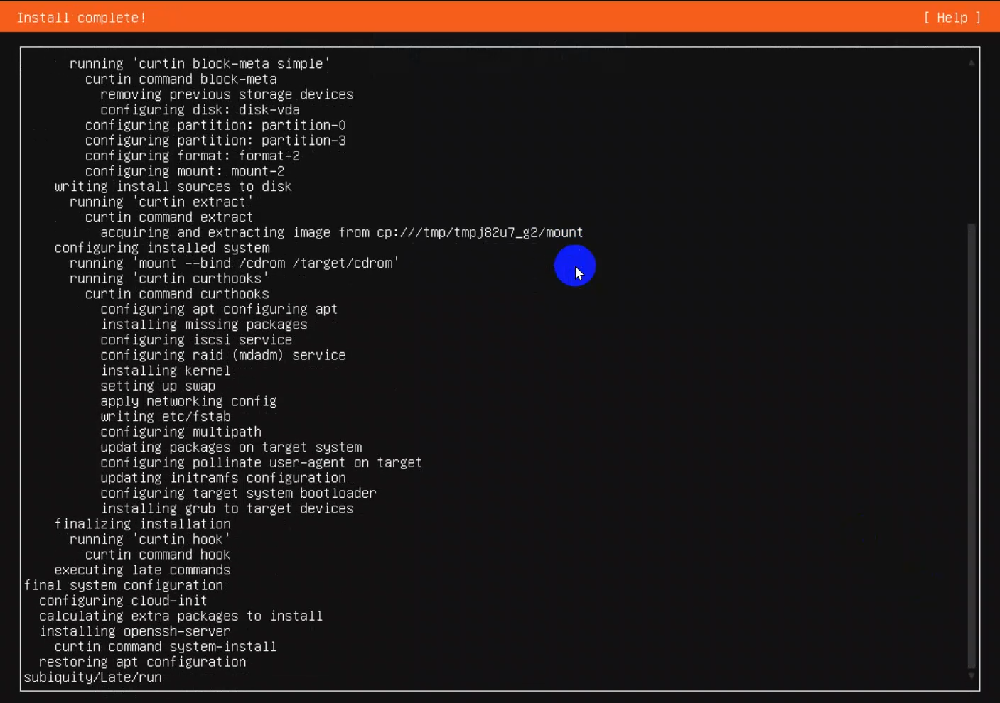 Install complete!
[ Help ]
running 'curtin block-meta simple'
curtin command block-meta
removing previous storage devices
configuring disk: disk-vda
configuring partition: partition-0
configuring partition: partition-3
configuring format: format-2
configuring mount: mount-2
writing install sources to disk
running 'curtin extract'
curtin command extract
acquiring and extracting image from cp:///tmp/tmpj82u7_g2/mount
configuring installed system
running 'mount --bind /cdrom /target/cdrom'
running 'curtin curthooks'
curtin command curthooks
configuring apt configuring apt
installing missing packages
configuring iscsi service
configuring raid (mdadm) service
installing kernel
setting up swap
apply networking config
writing etc/fstab
configuring multipath
updating packages on target system
configuring pollinate user-agent on target
updating initramfs configuration
configuring target system bootloader
installing grub to target devices
finalizing installation
running 'curtin hook'
curtin command hook
executing late commands
final system configuration
configuring cloud-init
calculating extra packages to install
installing openssh-server
curtin command system-install
restoring apt configuration
subiquity/Late/run